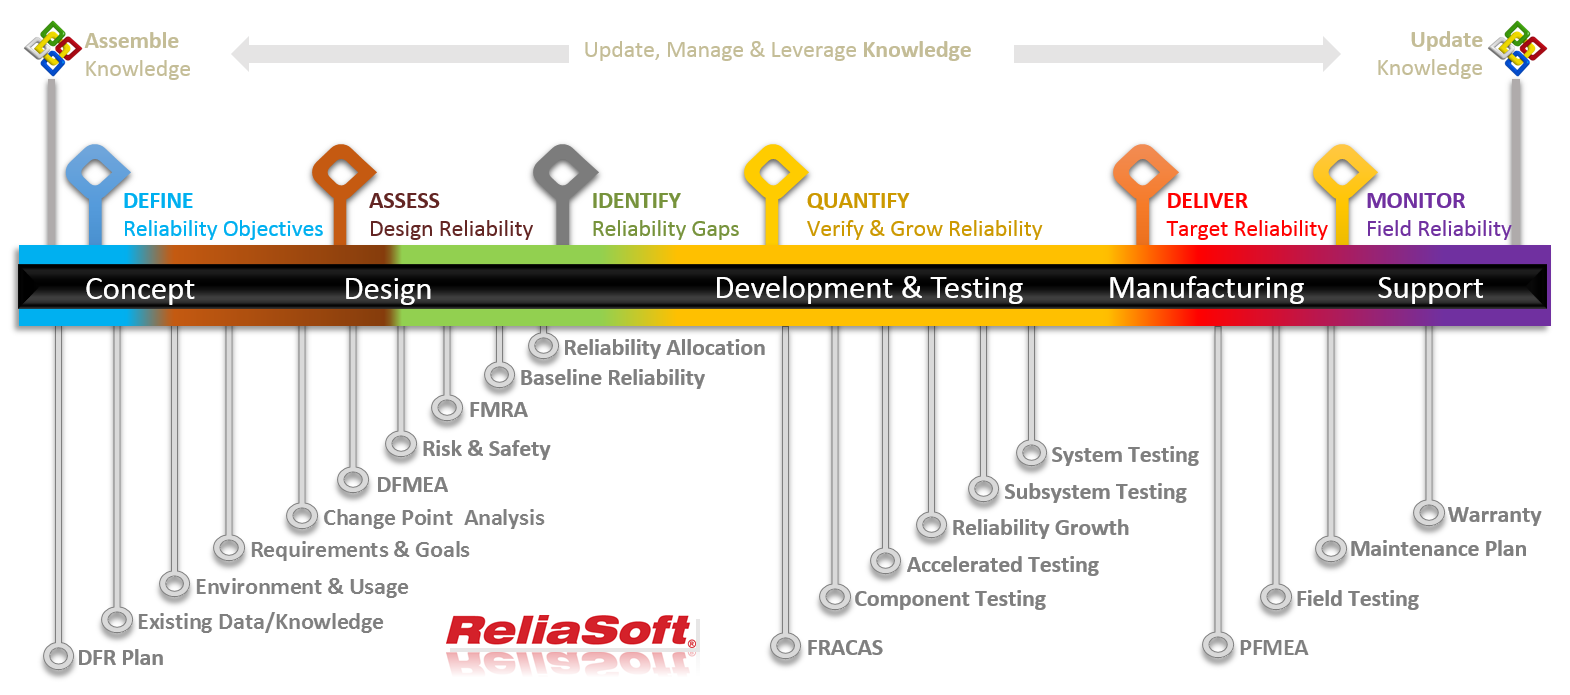 Assemble
Knowledge
Update, Manage & Leverage Knowledge
Update
Knowledge
DEFINE
Reliability Objectives
ASSESS
Design Reliability
IDENTIFY
Reliability Gaps
QUANTIFY
Verify & Grow Reliability
DELIVER
Target Reliability
MONITOR
Field Reliability
Concept
Design
Development & Testing
Manufacturing
Support
Reliability Allocation
Baseline Reliability
FMRA
Risk & Safety
DFMEA
Change Point Analysis
Requirements & Goals
Environment & Usage
Existing Data/Knowledge
DFR Plan
System Testing
Subsystem Testing
Reliability Growth
Accelerated Testing
Component Testing
FRACAS
Warranty
Maintenance Plan
Field Testing
PFMEA
ReliaSoft®